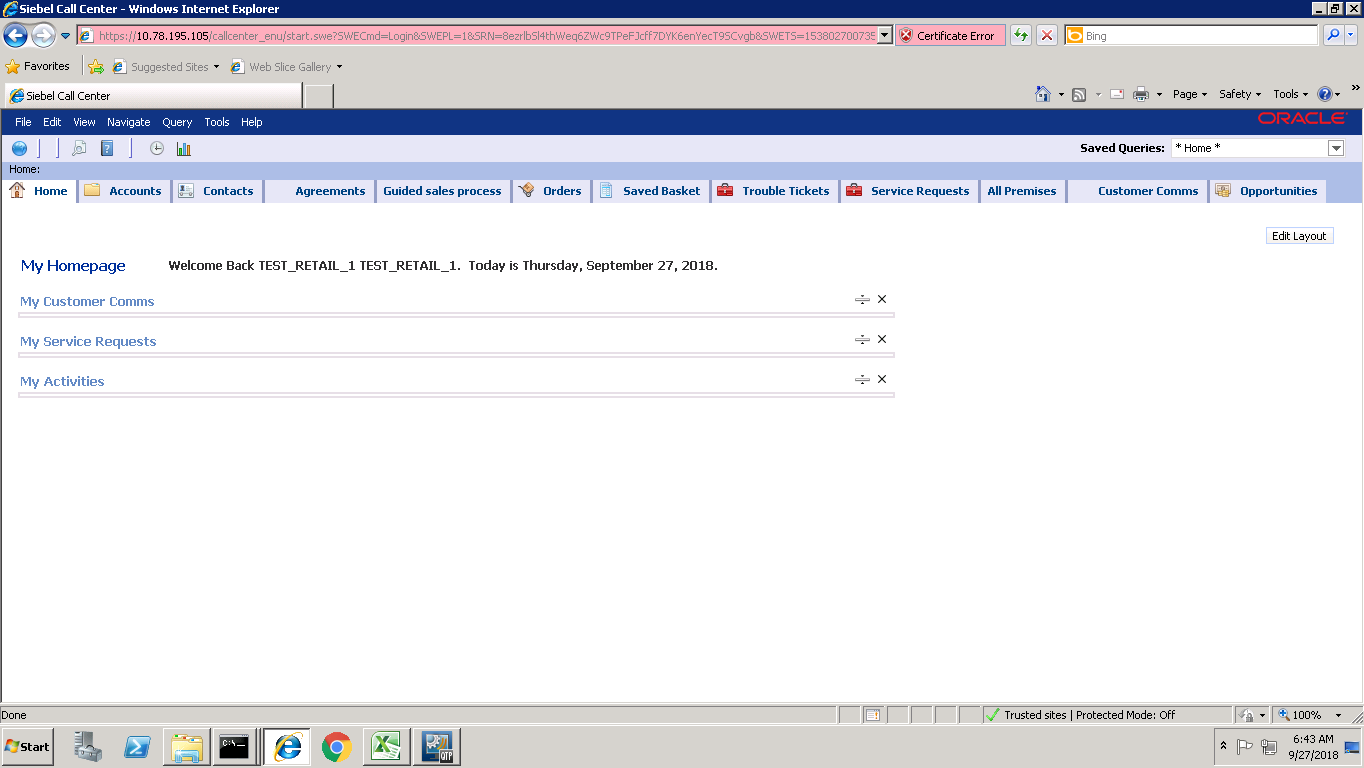 Siebel Call Center - Windows Internet Explorer
https://10.78.195.105/callcenter_enu/start.swe?SWECmd=Login&SWEPL=1&SRN= Certificate Error Bing
Favorites Suggested Sites Web Slice Gallery
Siebel Call Center Page Safety Tools »
File Edit View Navigate Query Tools Help ORACLE
Saved Queries: * Home *
Home:
Home Accounts Contacts Agreements Guided sales process Orders Saved Basket Trouble Tickets Service Requests All Premises Customer Comms Opportunities
Edit Layout
My Homepage Welcome Back TEST_RETAIL_1 TEST_RETAIL_1. Today is Thursday, September 27, 2018.
My Customer Comms
My Service Requests
My Activities
Done Trusted sites | Protected Mode: Off 100%
Start C:\. QTP 6:43 AM
9/27/2018